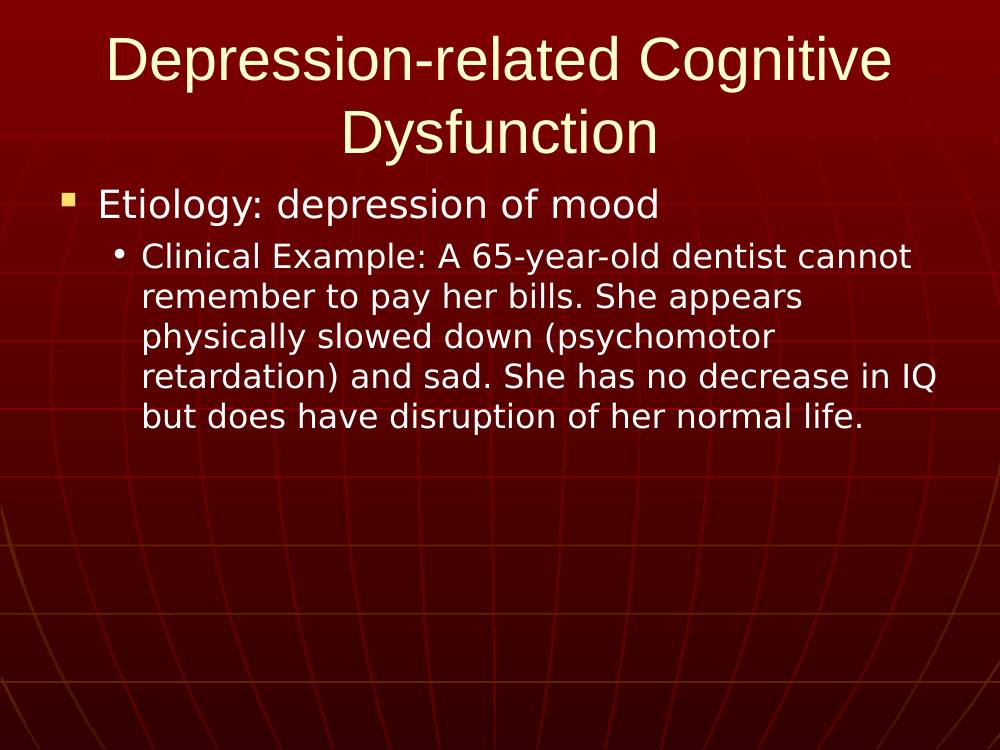 Depression-related Cognitive
Dysfunction
Etiology: depression of mood
• Clinical Example: A 65-year-old dentist cannot
remember to pay her bills. She appears
physically slowed down (psychomotor
retardation) and sad. She has no decrease in IQ
but does have disruption of her normal life.